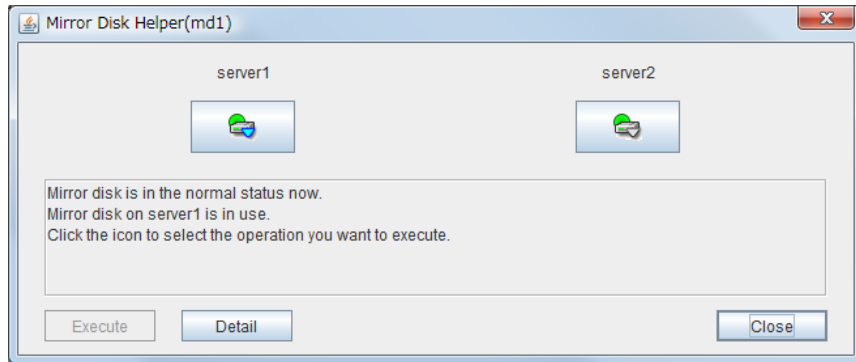 Mirror Disk Helper(md1)
server1 server2
Mirror disk is in the normal status now.
Mirror disk on server1 is in use.
Click the icon to select the operation you want to execute.
Execute Detail Close